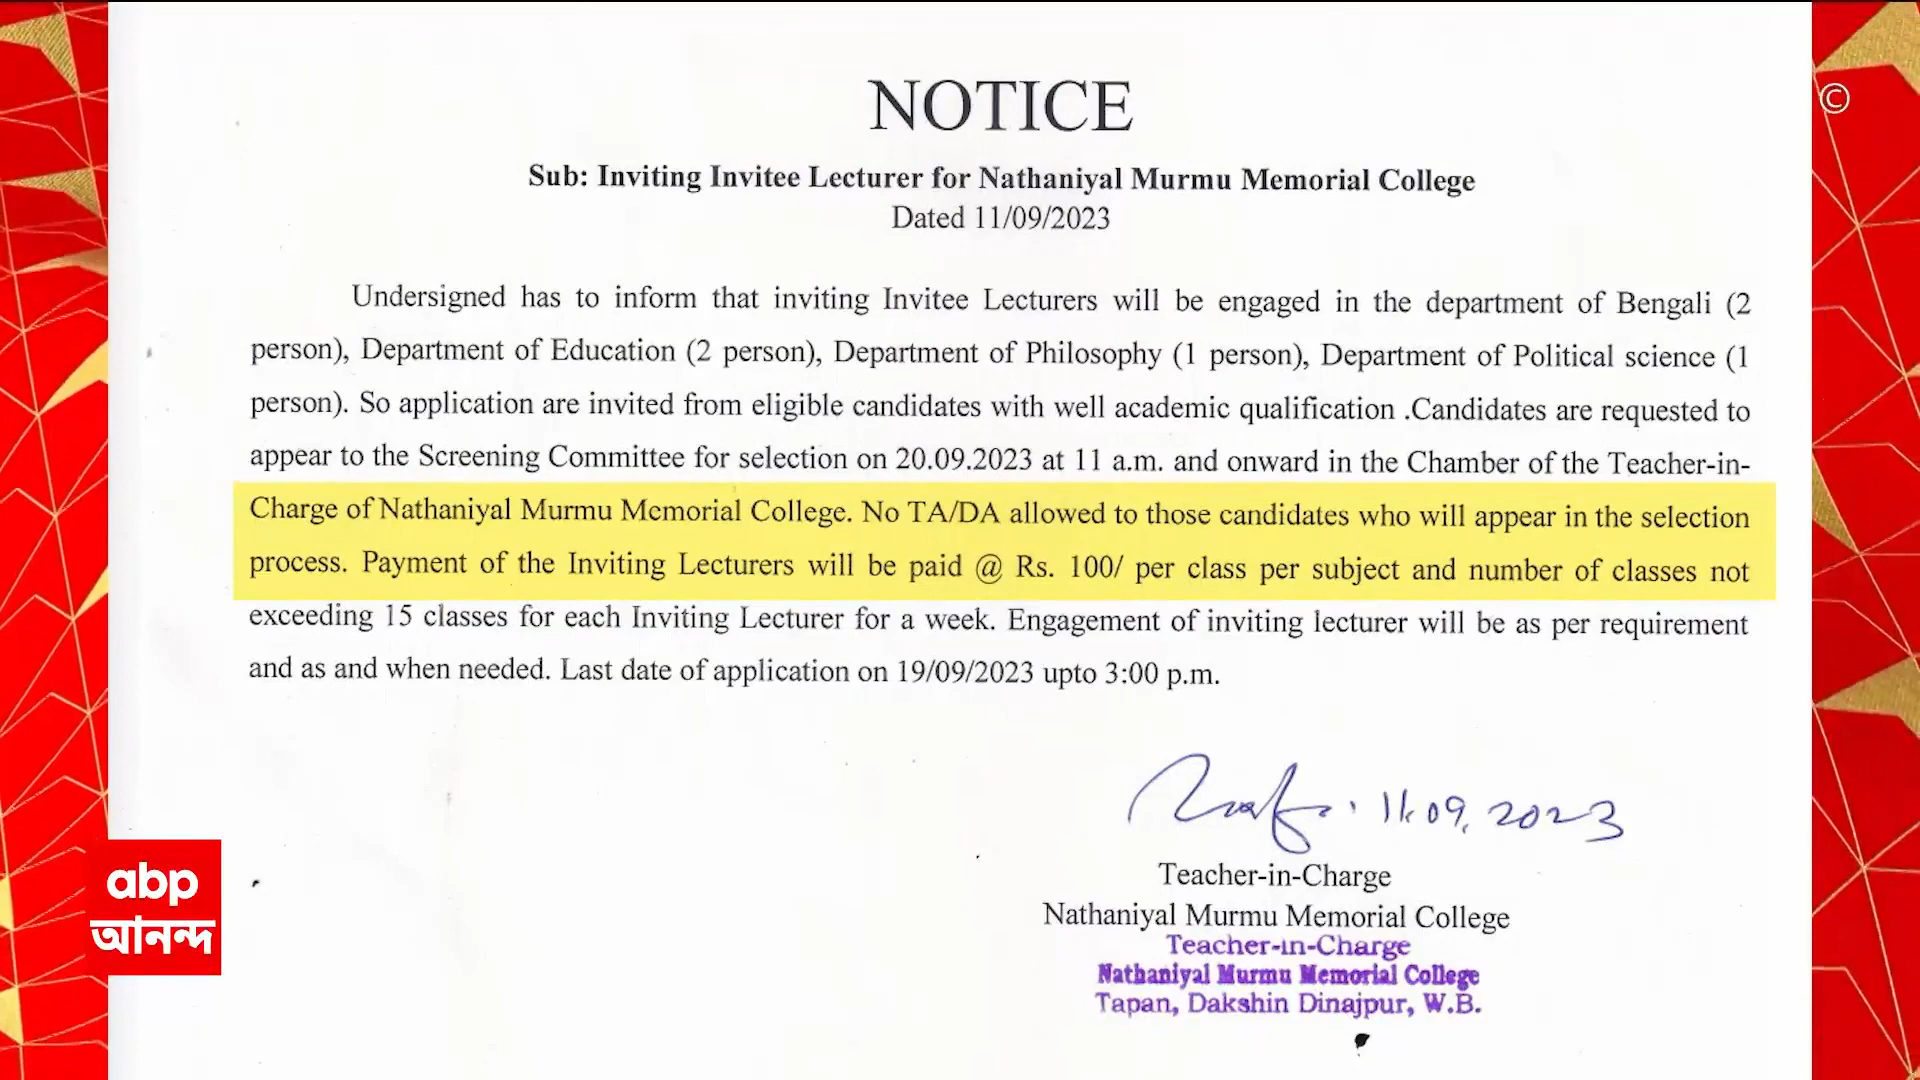 NOTICE
©
Sub: Inviting Invitee Lecturer for Nathaniyal Murmu Memorial College
Dated 11/09/2023
Undersigned has to inform that inviting Invitee Lecturers will be engaged in the department of Bengali (2
person), Department of Education (2 person), Department of Philosophy (1 person), Department of Political science (1
person). So application are invited from eligible candidates with well academic qualification .Candidates are requested to
appear to the Screening Committee for selection on 20.09.2023 at 11 a.m. and onward in the Chamber of the Teacher-in-
Charge of Nathaniyal Murmu Memorial College. No TA/DA allowed to those candidates who will appear in the selection
process. Payment of the Inviting Lecturers will be paid @ Rs. 100/ per class per subject and number of classes not
exceeding 15 classes for each Inviting Lecturer for a week. Engagement of inviting lecturer will be as per requirement
and as and when needed. Last date of application on 19/09/2023 upto 3:00 p.m.
11.09.2023
Teacher-in-Charge
Nathaniyal Murmu Memorial College
Teacher-in-Charge
Nathaniyal Murmu Memorial College
Tapan, Dakshin Dinajpur, W.B.
abp
আনন্দ